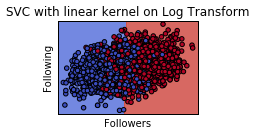 SVC with linear kernel on Log Transform
Following
Followers